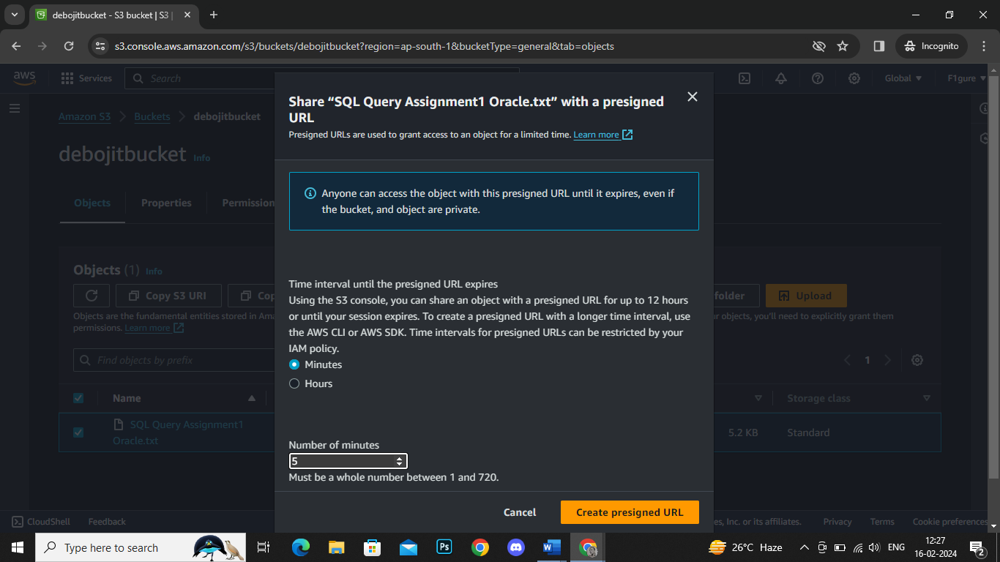 debojitbucket - S3 bucket | S3 |
s3.console.aws.amazon.com/s3/buckets/debojitbucket?region=ap-south-1&bucketType=general&tab=objects
Incognito
aws
Services
Search
Global
F1gure
Amazon S3
Buckets
debojitbucket
debojitbucket Info
Objects
Properties
Permission
Objects (1) Info
Copy S3 URI
Cop
folder
Upload
Objects are the fundamental entities stored in Ama
r objects, you'll need to explicitly grant them
permissions. Learn more
Find objects by prefix
1
Name
Storage class
SQL Query Assignment1
Oracle.txt
5.2 KB
Standard
Share “SQL Query Assignment1 Oracle.txt” with a presigned
URL
Presigned URLs are used to grant access to an object for a limited time. Learn more
Anyone can access the object with this presigned URL until it expires, even if
the bucket, and object are private.
Time interval until the presigned URL expires
Using the S3 console, you can share an object with a presigned URL for up to 12 hours
or until your session expires. To create a presigned URL with a longer time interval, use
the AWS CLI or AWS SDK. Time intervals for presigned URLs can be restricted by your
IAM policy.
Minutes
Hours
Number of minutes
5
Must be a whole number between 1 and 720.
Cancel
Create presigned URL
CloudShell
Feedback
es, Inc. or its affiliates.
Privacy
Terms
Cookie preferences
Type here to search
Ps
W
26°C Haze
ENG
12:27
16-02-2024
2